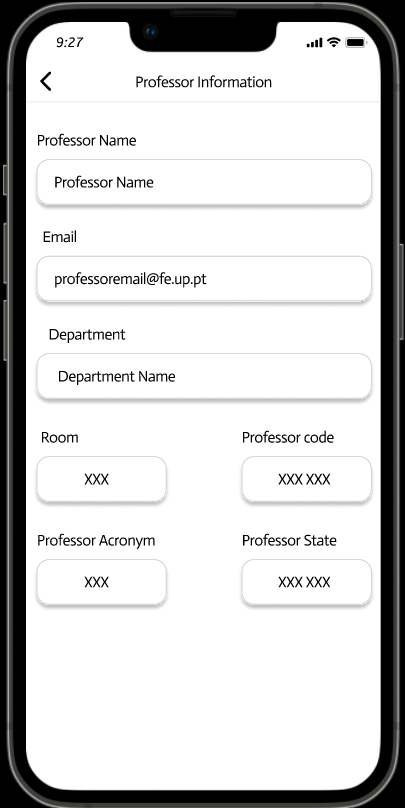 9:27
Professor Information
Professor Name
Professor Name
Email
professoremail@fe.up.pt
Department
Department Name
Room Professor code
XXX XXX XXX
Professor Acronym Professor State
XXX XXX XXX